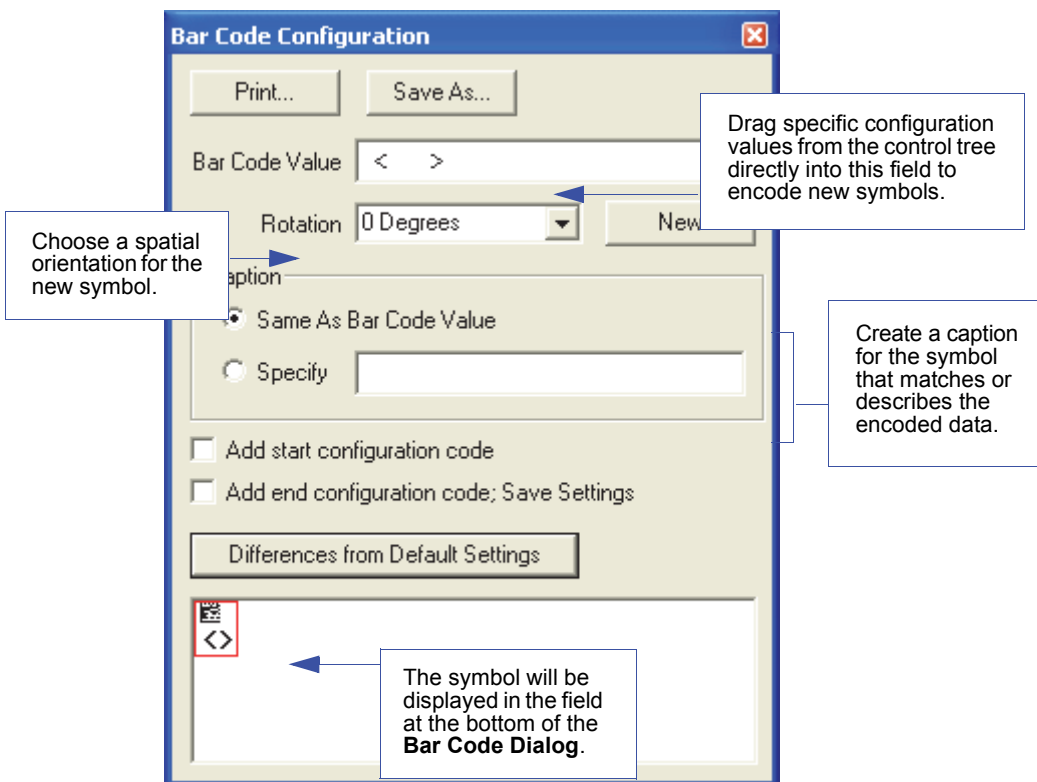 Bar Code Configuration
Print...
Save As...
Bar Code Value
< >
Drag specific configuration
values from the control tree
directly into this field to
encode new symbols.
Rotation
0 Degrees
New
Choose a spatial
orientation for the
new symbol.
aption
Same As Bar Code Value
Specify
Create a caption
for the symbol
that matches or
describes the
encoded data.
Add start configuration code
Add end configuration code; Save Settings
Differences from Default Settings
<>
The symbol will be
displayed in the field
at the bottom of the
Bar Code Dialog.